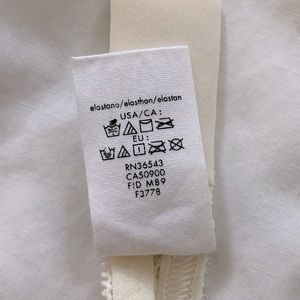 elastano/elasthan/elastan
USA/CA:
EU:
RN36543
CA50900
FID M89
F3778